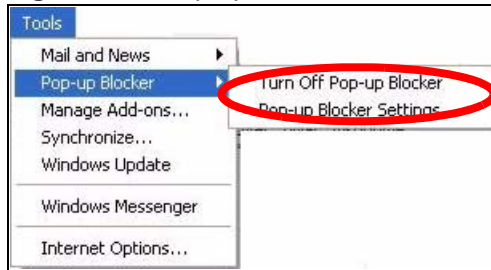 Tools
Mail and News
Pop-up Blocker
Turn Off Pop-up Blocker
Manage Add-ons...
Pop-up Blocker Settings
Synchronize...
Windows Update
Windows Messenger
Internet Options...